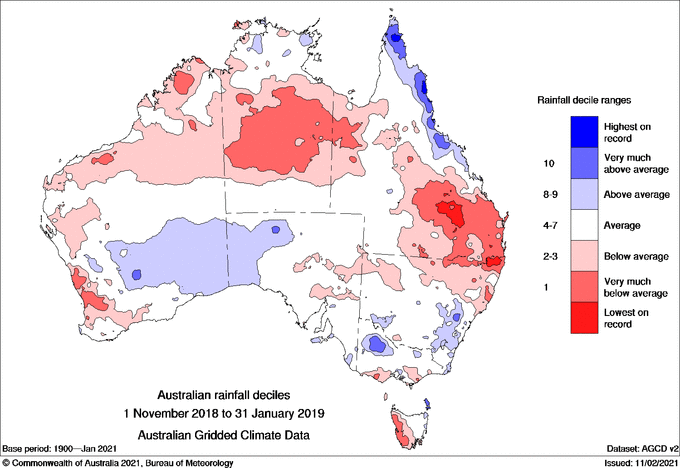 Rainfall decile ranges
Highest on
record
10
Very much
above average
8-9
Above average
4-7
Average
2-3
Below average
1
Very much
below average
Lowest on
record
Australian rainfall deciles
1 November 2018 to 31 January 2019
Australian Gridded Climate Data
Base period: 1900—Jan 2021
Dataset: AGCD v2
© Commonwealth of Australia 2021, Bureau of Meteorology
Issued: 11/02/2021